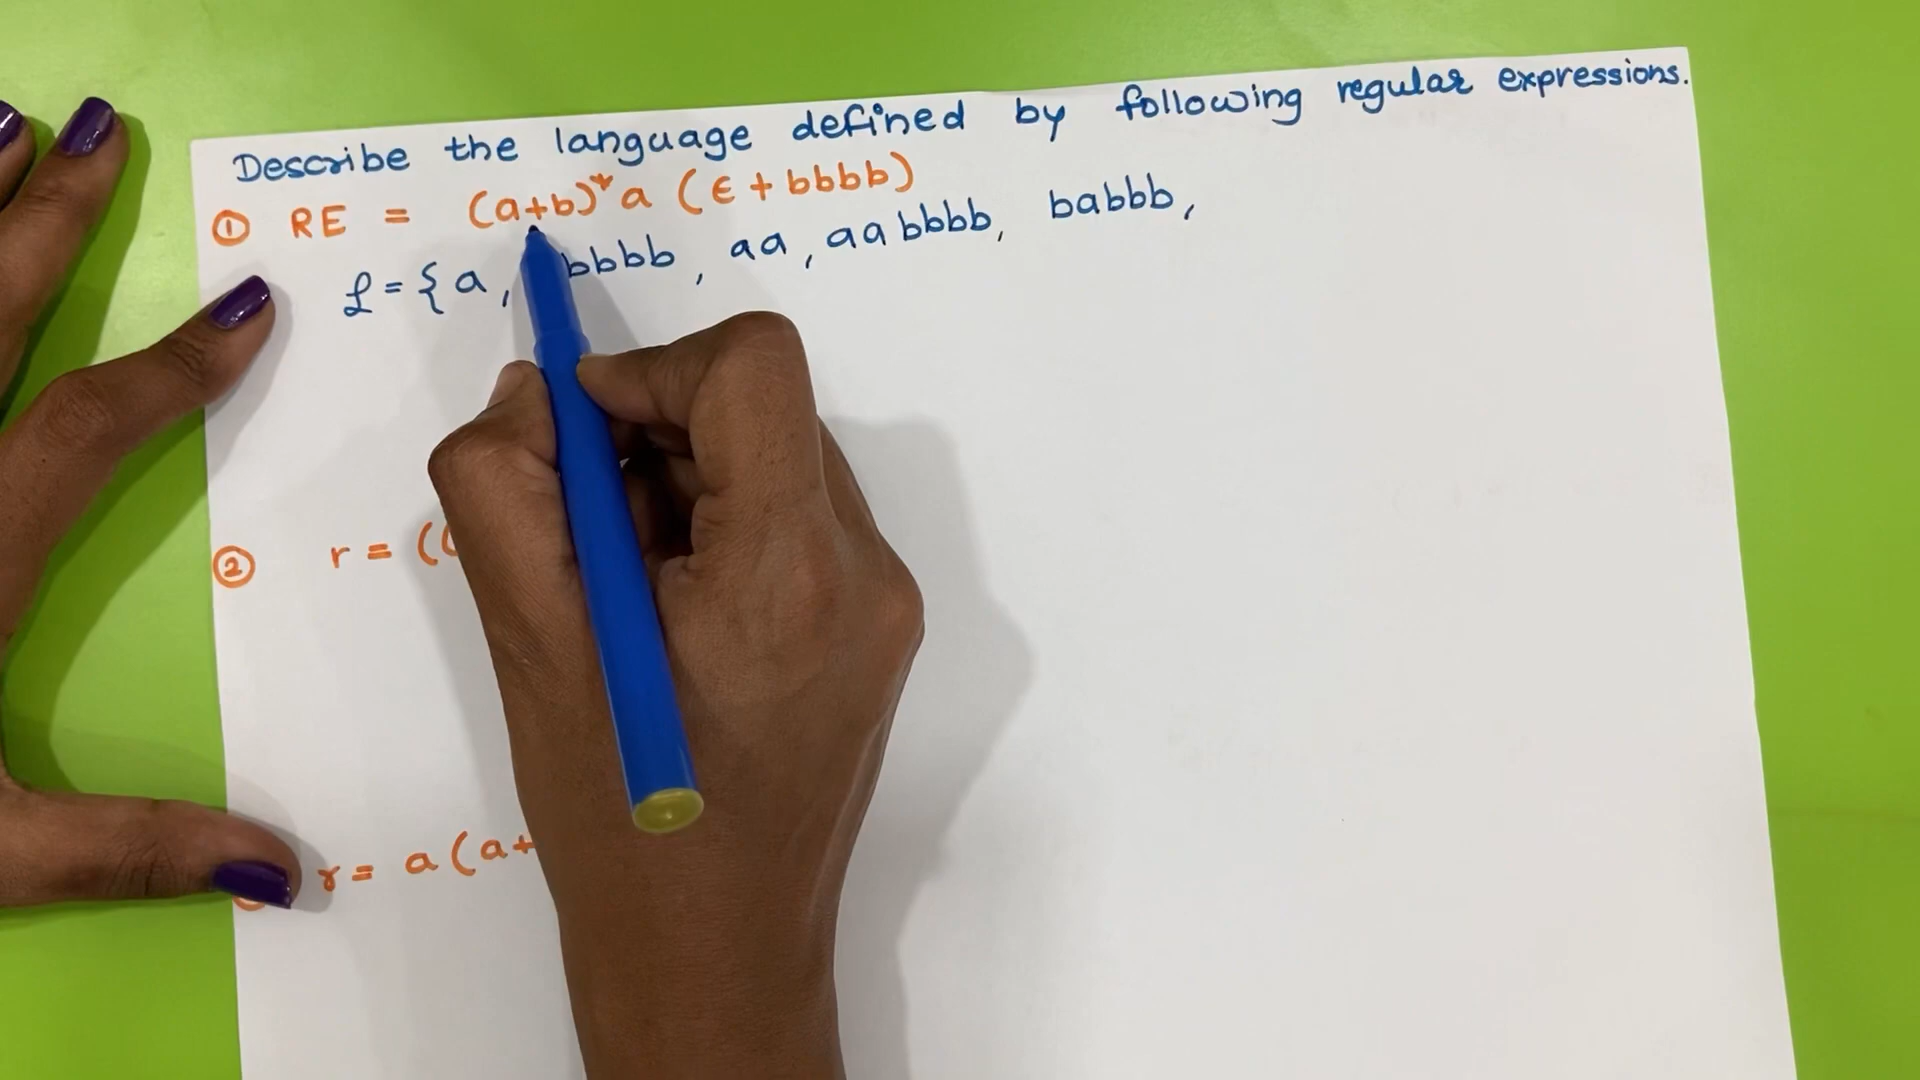 Describe the language defined by following regular expressions.
① RE = (a+b)* a (ε + bbbb)
L = {a, bbbb, aa, aabbbb, babbb,
② r = ((
r = a(a+